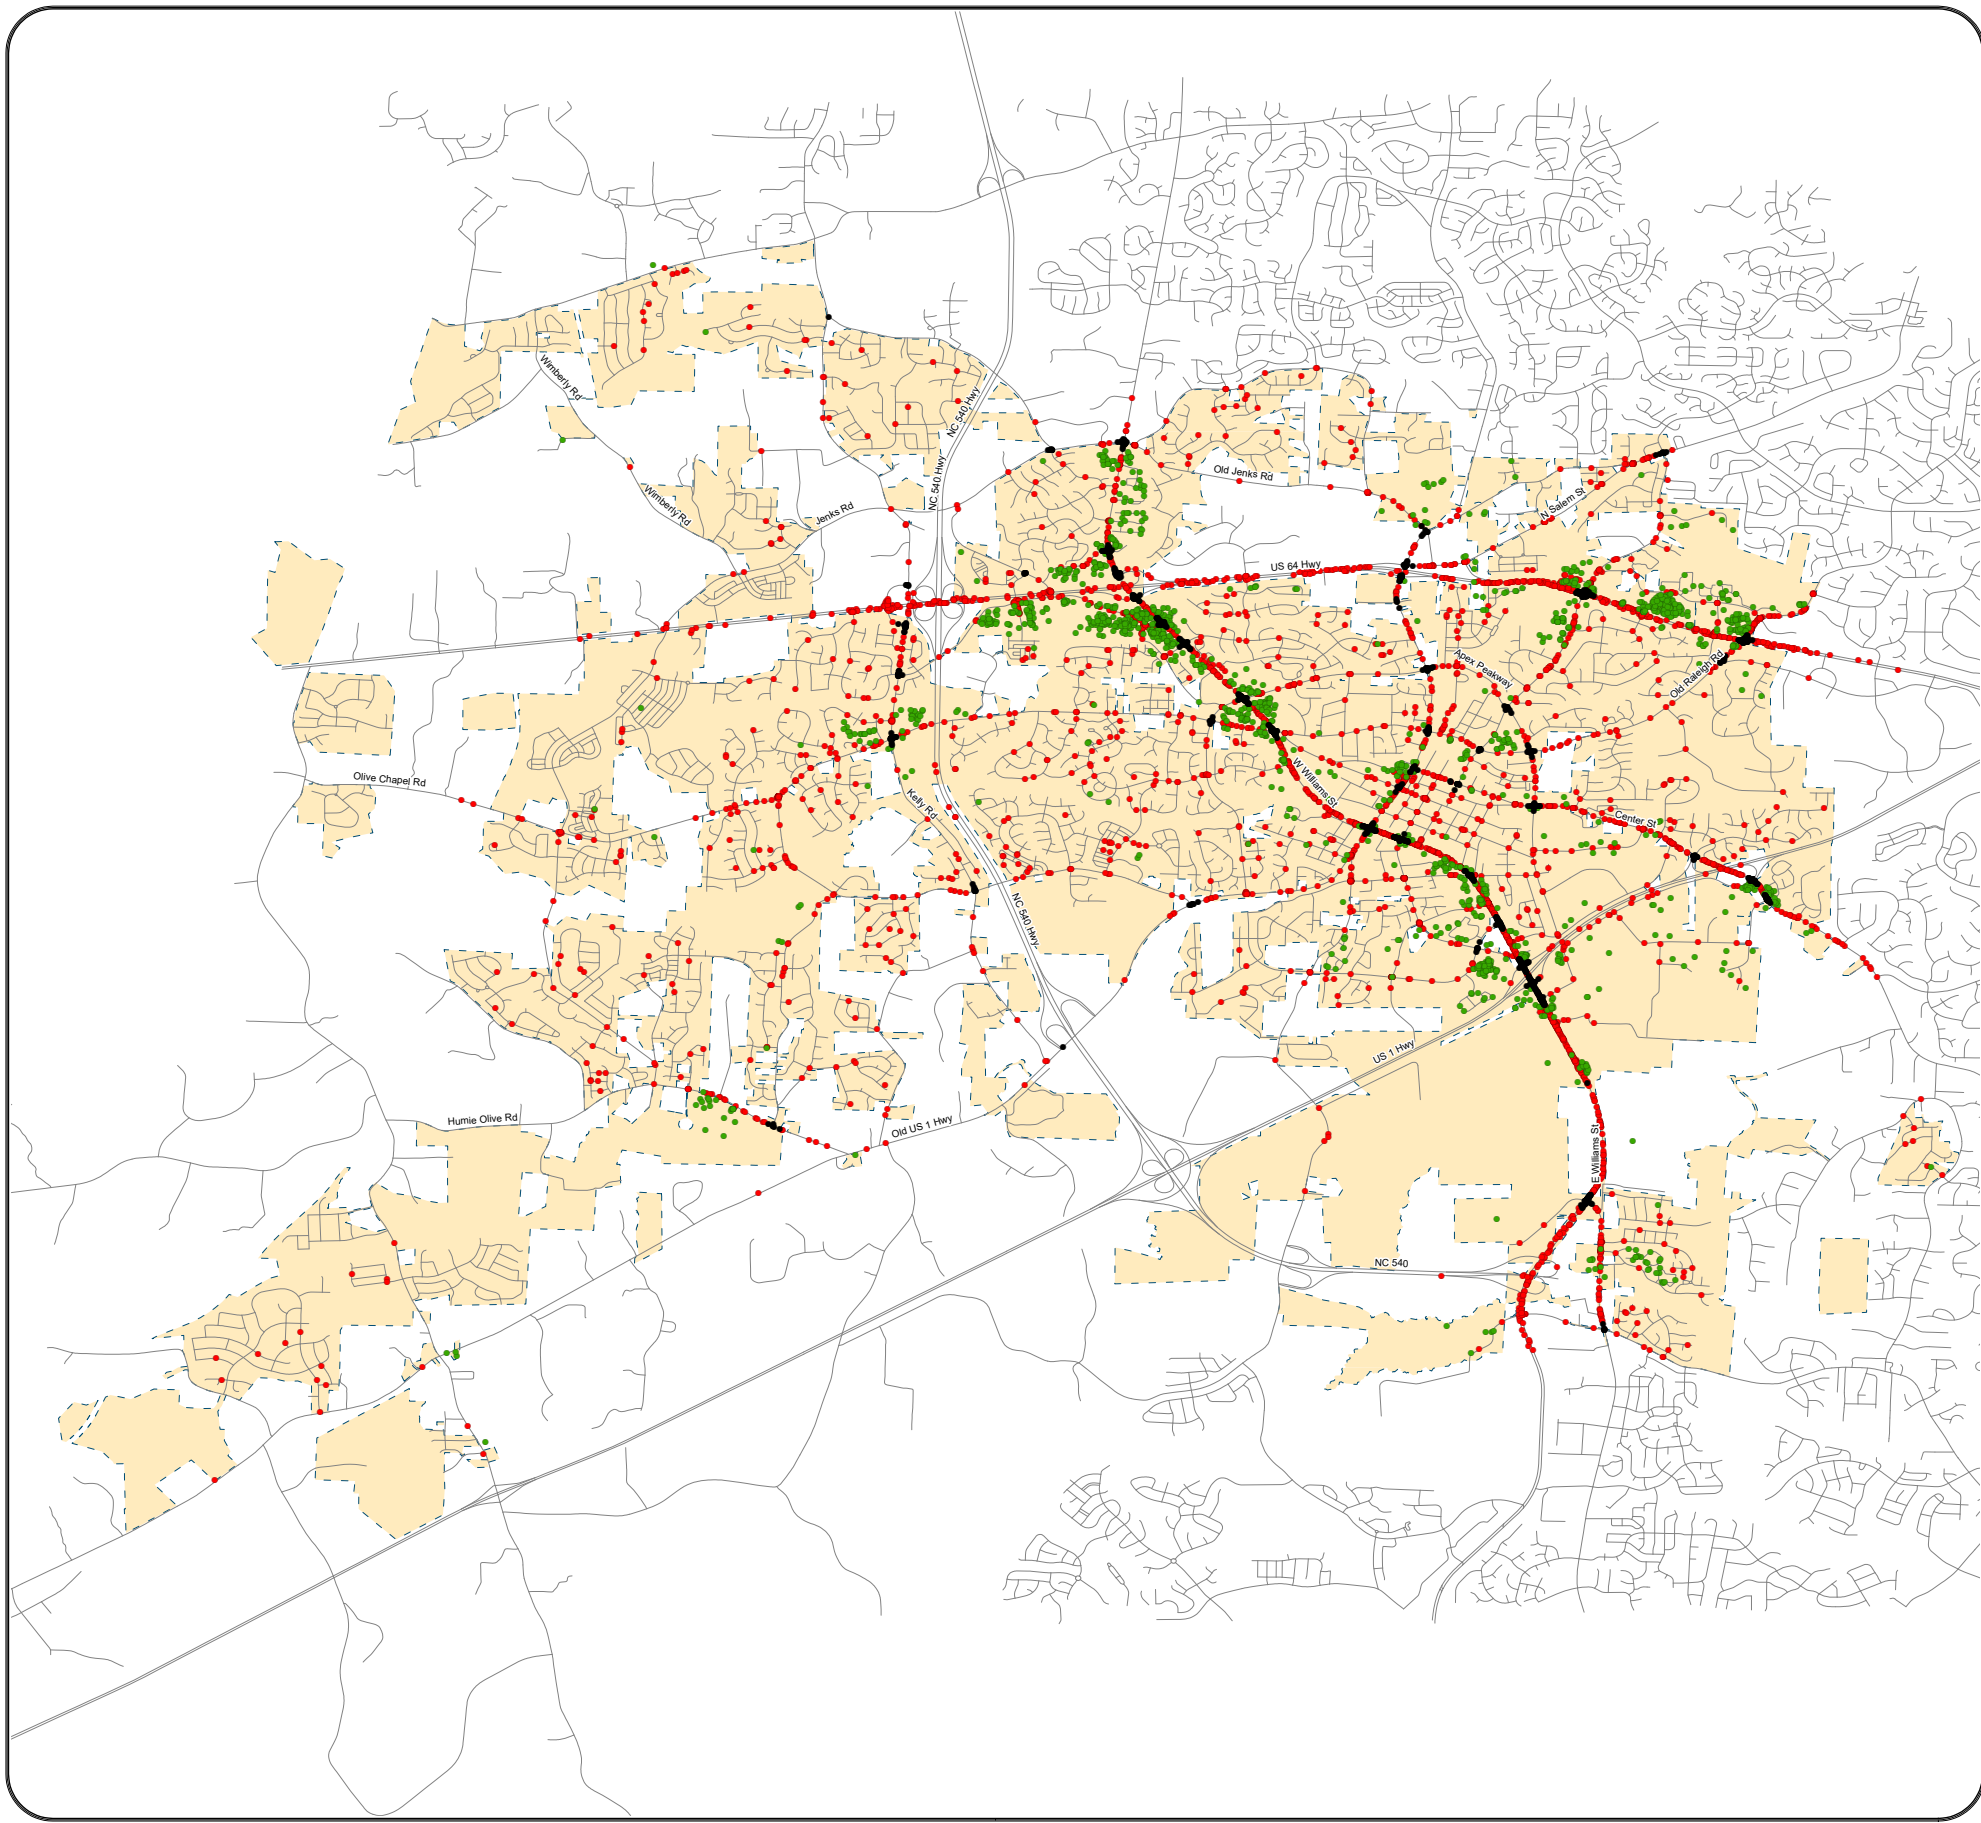 Wimberly Rd
NC 540 Hwy
NC 540 Hwy
Old Jenks Rd
Wimberly Rd
Jenks Rd
N Salem St
US 64 Hwy
Apex Peakway
Old Raleigh Rd
Olive Chapel Rd
Kelly Rd
W Williams St
Center St
NC 540 Hwy
US 1 Hwy
Humie Olive Rd
Old US 1 Hwy
E Williams St
NC 540